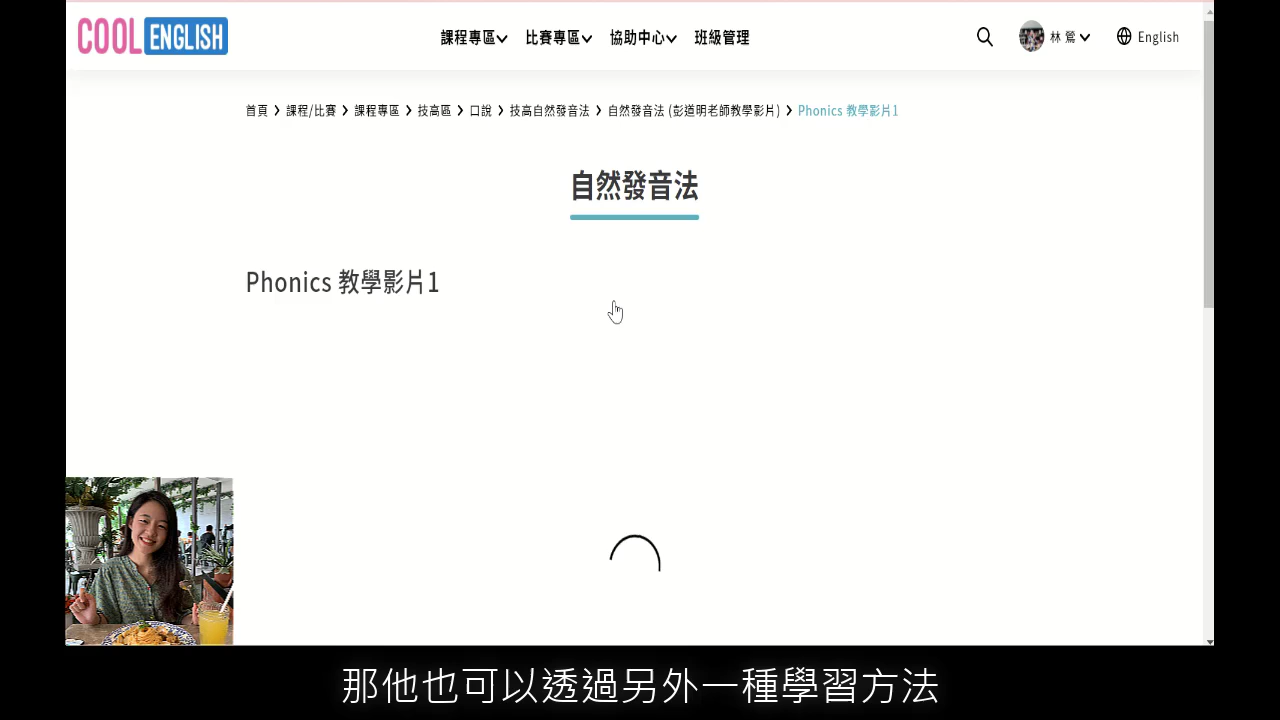 COOL ENGLISH
課程專區 比賽專區 協助中心 班級管理
林 鶯
English
首頁 > 課程/比賽 > 課程專區 > 技高區 > 口說 > 技高自然發音法 > 自然發音法 (彭道明老師教學影片) > Phonics 教學影片1
自然發音法
Phonics 教學影片1
那他也可以透過另外一種學習方法